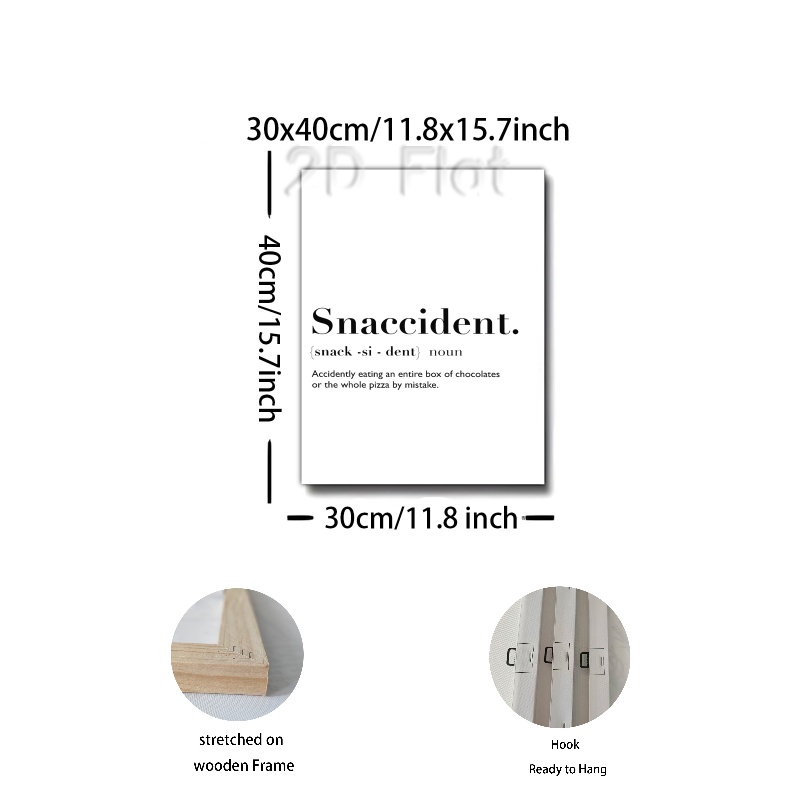 30x40cm/11.8x15.7inch
2D Flat
40cm/15.7inch
Snaccident.
{snack -si - dent} noun
Accidently eating an entire box of chocolates
or the whole pizza by mistake.
30cm/11.8 inch
stretched on
wooden Frame
Hook
Ready to Hang